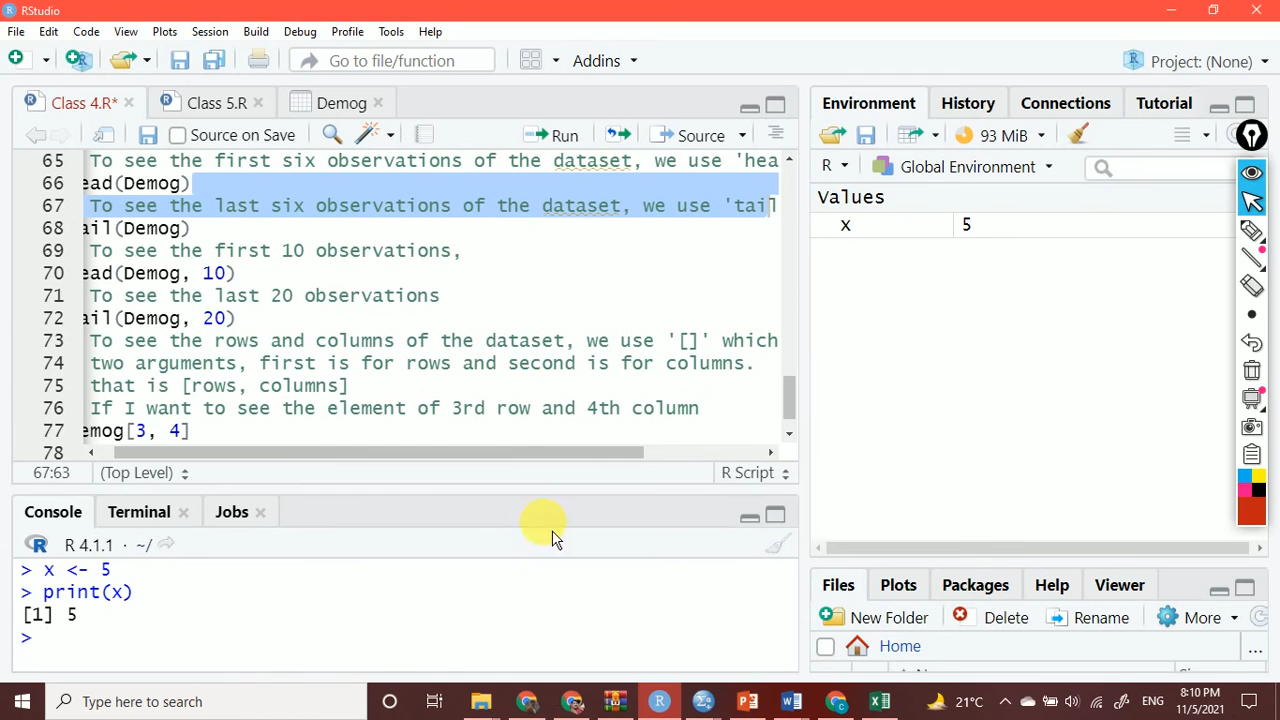 RStudio
File Edit Code View Plots Session Build Debug Profile Tools Help
Go to file/function Addins Project: (None)
Class 4.R* Class 5.R Demog
Source on Save Run Source
65 To see the first six observations of the dataset, we use 'hea
66 ead(Demog)
67 To see the last six observations of the dataset, we use 'tail
68 ail(Demog)
69 To see the first 10 observations,
70 ead(Demog, 10)
71 To see the last 20 observations
72 ail(Demog, 20)
73 To see the rows and columns of the dataset, we use '[]' which
74 two arguments, first is for rows and second is for columns.
75 that is [rows, columns]
76 If I want to see the element of 3rd row and 4th column
77 emog[3, 4]
78
67:63 (Top Level) R Script
Console Terminal Jobs
R 4.1.1 · ~/
> x <- 5
> print(x)
[1] 5
>
Environment History Connections Tutorial
93 MiB
R Global Environment
Values
x 5
Files Plots Packages Help Viewer
New Folder Delete Rename More
Home ...
Type here to search
21°C ENG 8:10 PM
11/5/2021